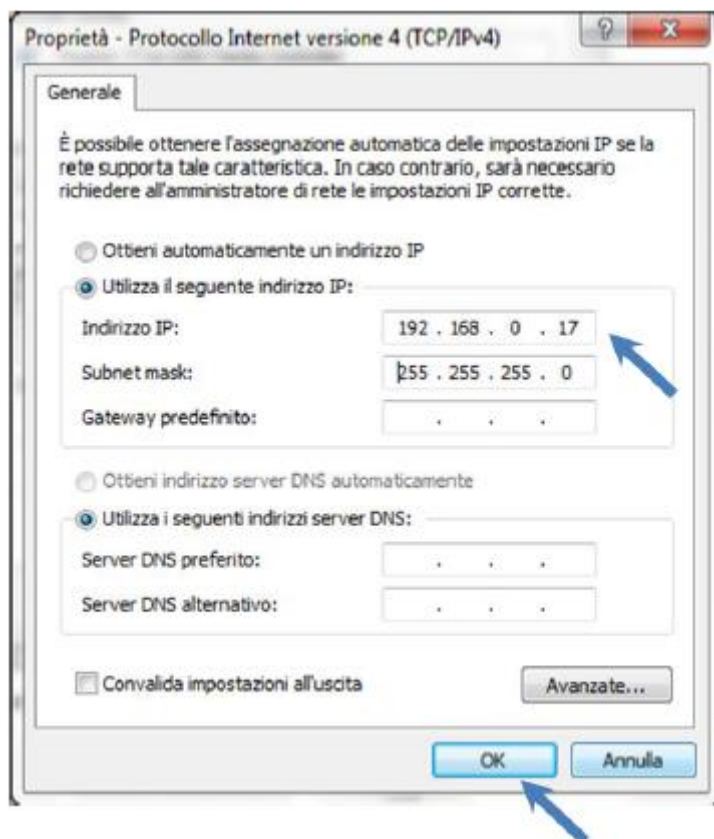 Proprietà - Protocollo Internet versione 4 (TCP/IPv4)
Generale
È possibile ottenere l'assegnazione automatica delle impostazioni IP se la
rete supporta tale caratteristica. In caso contrario, sarà necessario
richiedere all'amministratore di rete le impostazioni IP corrette.
Ottieni automaticamente un indirizzo IP
Utilizza il seguente indirizzo IP:
Indirizzo IP: 192 . 168 . 0 . 17
Subnet mask: 255 . 255 . 255 . 0
Gateway predefinito: . . .
Ottieni indirizzo server DNS automaticamente
Utilizza i seguenti indirizzi server DNS:
Server DNS preferito: . . .
Server DNS alternativo: . . .
Convalida impostazioni all'uscita Avanzate...
OK Annulla